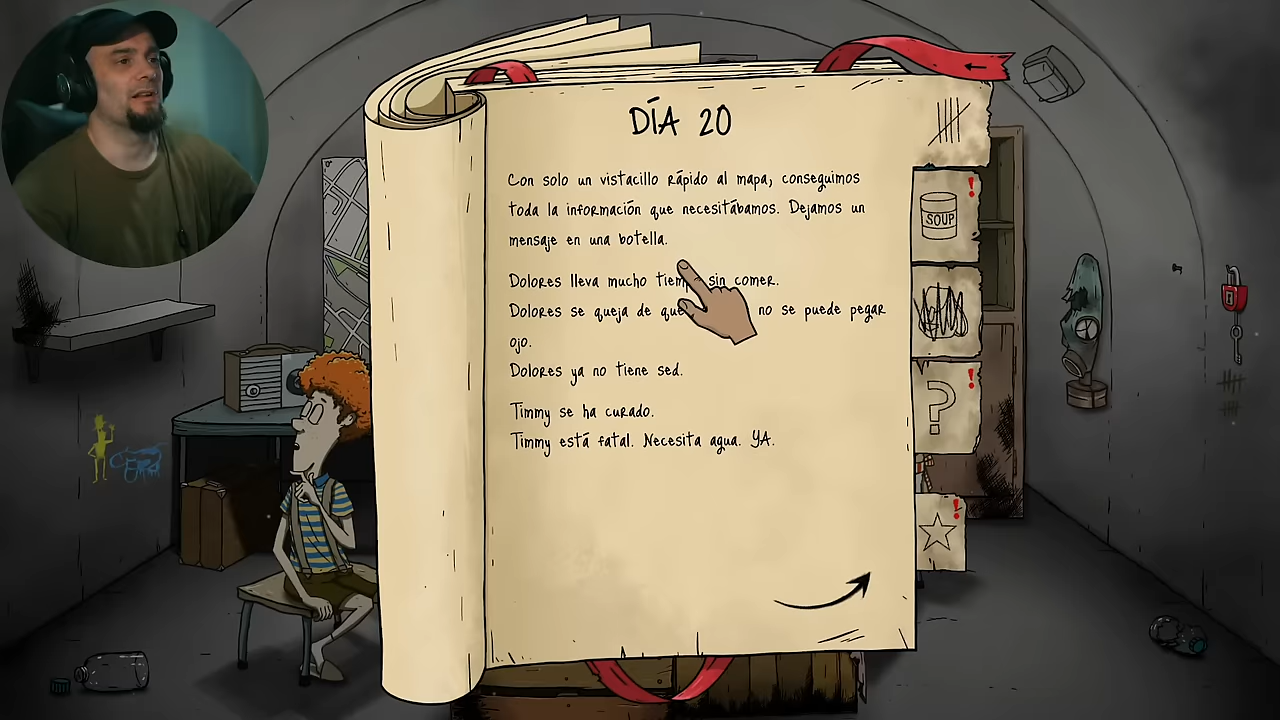 DÍA 20
Con solo un vistacillo rápido al mapa, conseguimos
toda la información que necesitábamos. Dejamos un
mensaje en una botella.
Dolores lleva mucho tiempo sin comer.
Dolores se queja de que no se puede pegar
ojo.
Dolores ya no tiene sed.
Timmy se ha curado.
Timmy está fatal. Necesita agua. YA.
SOUP
!
?
!
!